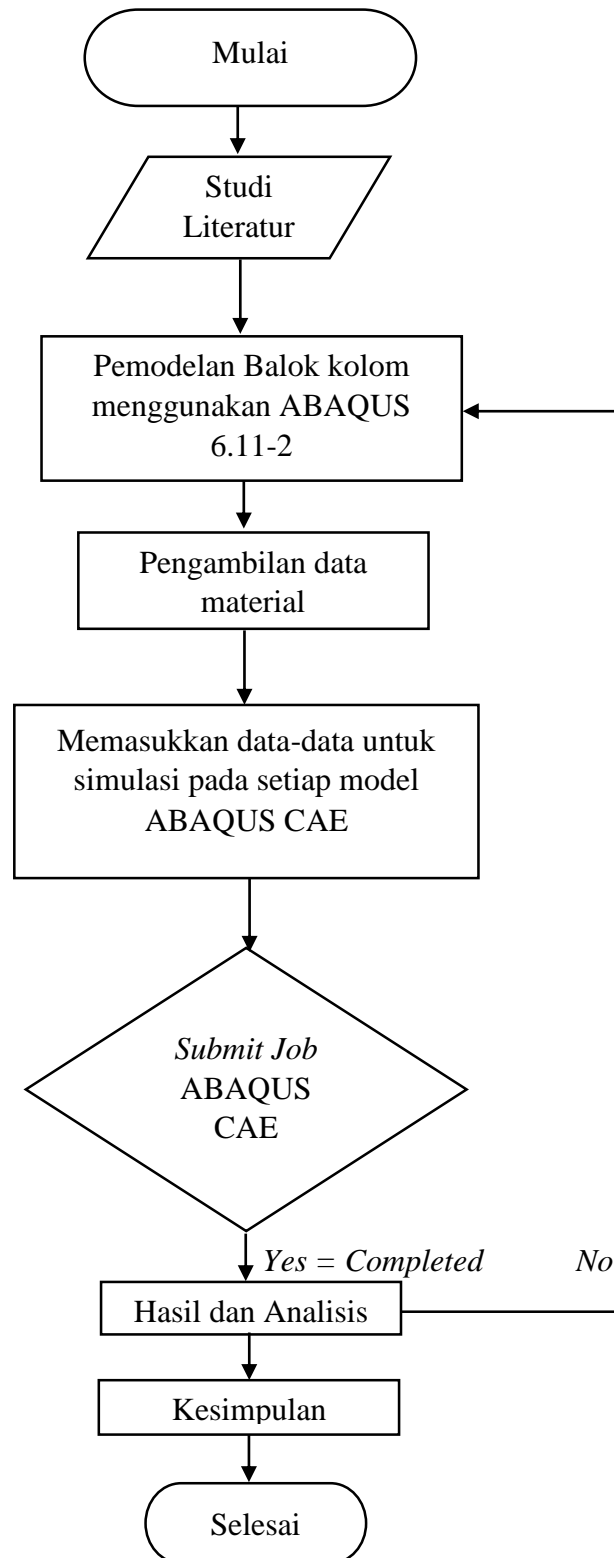 Mulai
Studi
Literatur
Pemodelan Balok kolom
menggunakan ABAQUS
6.11-2
Pengambilan data
material
Memasukkan data-data untuk
simulasi pada setiap model
ABAQUS CAE
Submit Job
ABAQUS
CAE
Yes = Completed
No
Hasil dan Analisis
Kesimpulan
Selesai